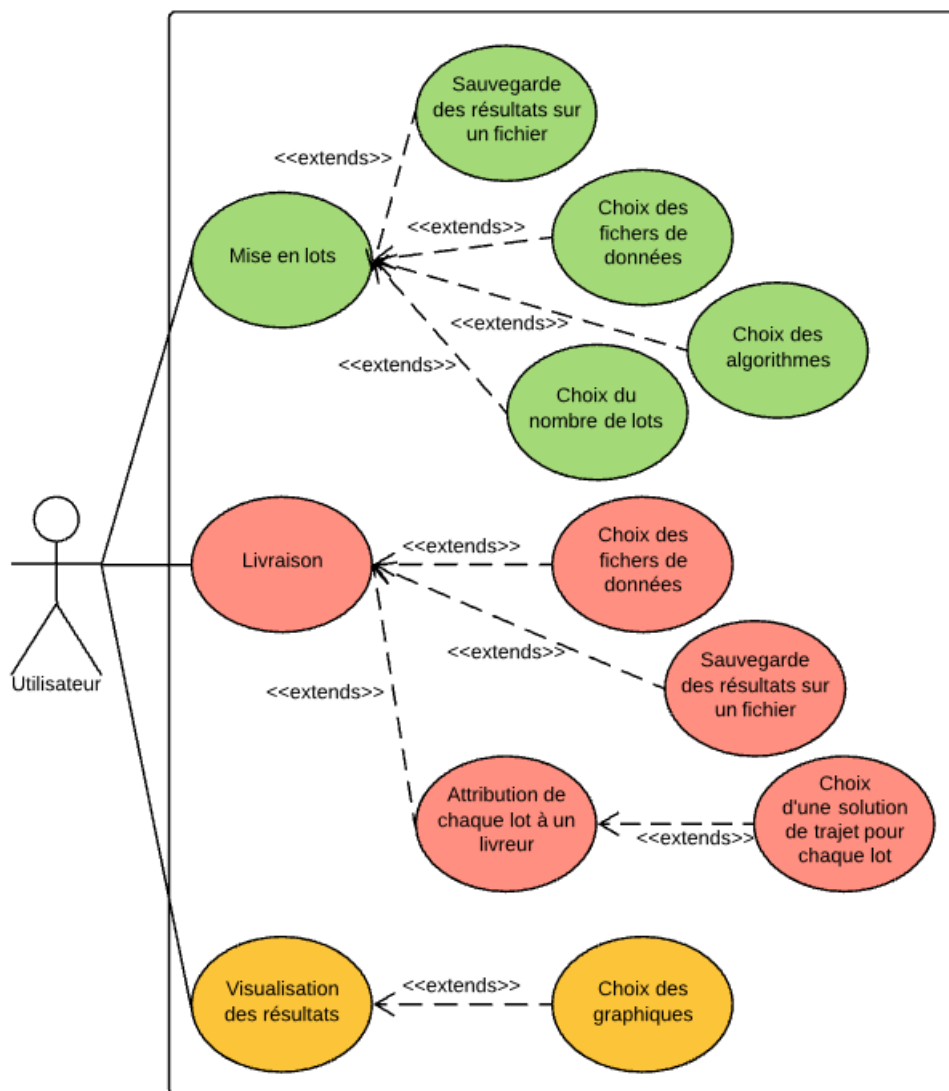 Sauvegarde
des résultats sur
un fichier
<<extends>>
Choix des
fichers de
données
<<extends>>
Mise en lots
<<extends>>
Choix des
algorithmes
<<extends>>
Choix du
nombre de lots
Livraison
<<extends>>
Choix des
fichers de
données
<<extends>>
Sauvegarde
des résultats sur
un fichier
Utilisateur
<<extends>>
Attribution de
chaque lot à un
livreur
<<extends>>
Choix
d'une solution
de trajet pour
chaque lot
Visualisation
des résultats
<<extends>>
Choix des
graphiques